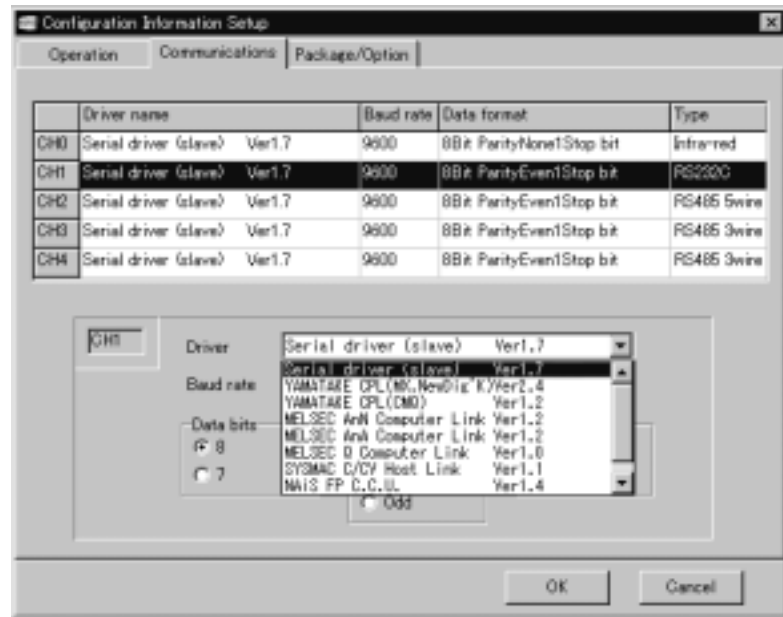 Configuration Information Setup
Operation Communications Package/Option
Driver name Baud rate Data format Type
CH0 Serial driver (slave) Ver1.7 9600 8Bit ParityNone1Stop bit Infra-red
CH1 Serial driver (slave) Ver1.7 9600 8Bit ParityEven1Stop bit RS232C
CH2 Serial driver (slave) Ver1.7 9600 8Bit ParityEven1Stop bit RS485 5wire
CH3 Serial driver (slave) Ver1.7 9600 8Bit ParityEven1Stop bit RS485 3wire
CH4 Serial driver (slave) Ver1.7 9600 8Bit ParityEven1Stop bit RS485 3wire
CH1
Driver Serial driver (slave) Ver1.7
Serial driver (slave) Ver1.7
Baud rate YAMATAKE CPL(MX,NewDig°K)Ver2.4
YAMATAKE CPL(CMO) Ver1.2
Data bits MELSEC AnN Computer Link Ver1.2
8 MELSEC AnA Computer Link Ver1.2
MELSEC Q Computer Link Ver1.0
7 SYSMAC C/CV Host Link Ver1.1
NAiS FP C.C.U. Ver1.4
Odd
OK Cancel